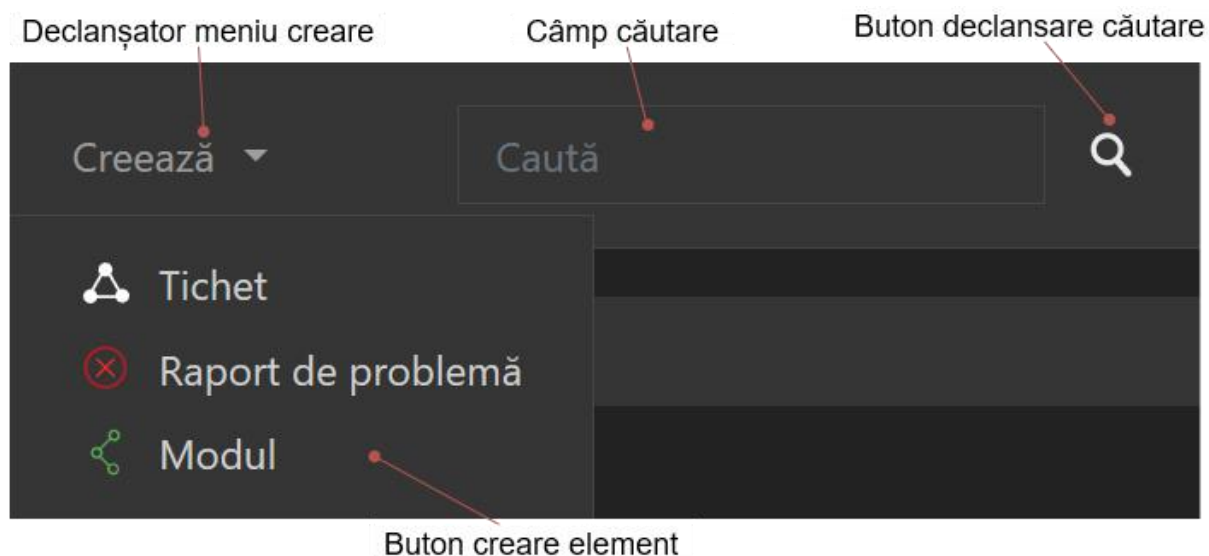 Declanșator meniu creare
Câmp căutare
Buton declansare căutare
Creează
Caută
Tichet
Raport de problemă
Modul
Buton creare element